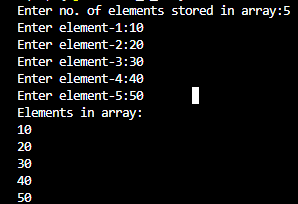 Enter no. of elements stored in array:5
Enter element-1:10
Enter element-2:20
Enter element-3:30
Enter element-4:40
Enter element-5:50
Elements in array:
10
20
30
40
50